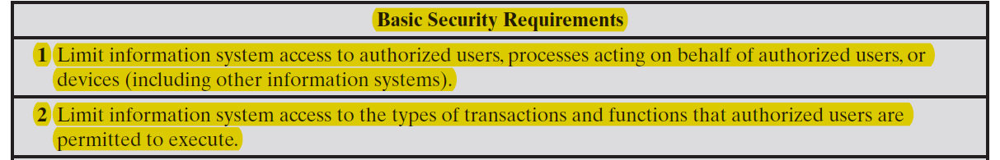 Basic Security Requirements
1 Limit information system access to authorized users, processes acting on behalf of authorized users, or
devices (including other information systems).
2 Limit information system access to the types of transactions and functions that authorized users are
permitted to execute.